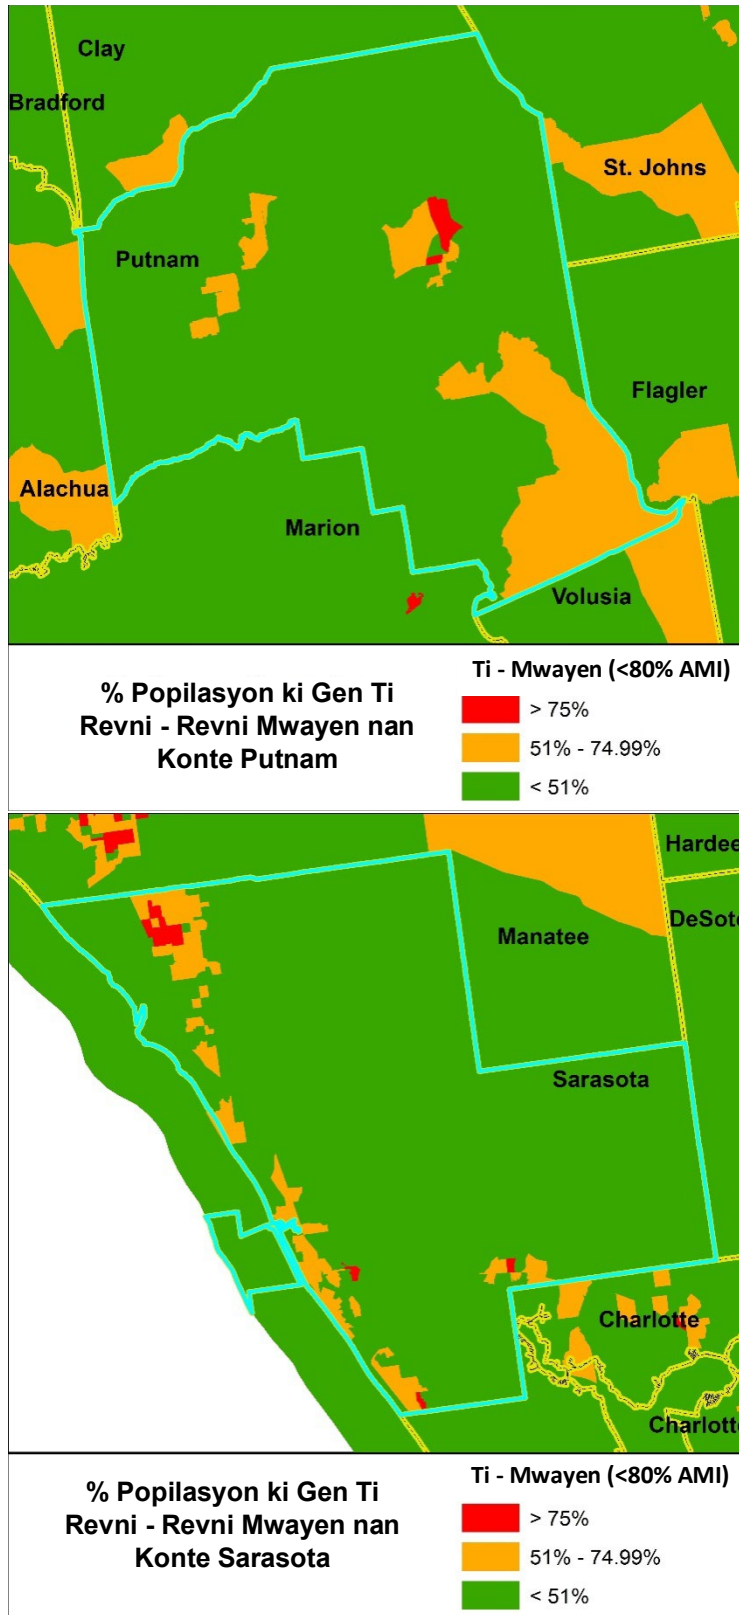 Clay
Bradford
St. Johns
Putnam
Flagler
Alachua
Marion
Volusia
% Popilasyon ki Gen Ti
Revni - Revni Mwayen nan
Konte Putnam
Ti - Mwayen (<80% AMI)
> 75%
51% - 74.99%
< 51%
Hardee
DeSoto
Manatee
Sarasota
Charlotte
Charlotte
% Popilasyon ki Gen Ti
Revni - Revni Mwayen nan
Konte Sarasota
Ti - Mwayen (<80% AMI)
> 75%
51% - 74.99%
< 51%